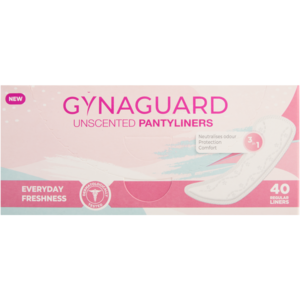 NEW
GYNAGUARD
UNSCENTED PANTYLINERS
Neutralises odour
Protection
Comfort
3 in 1
EVERYDAY
FRESHNESS
40
REGULAR
LINERS